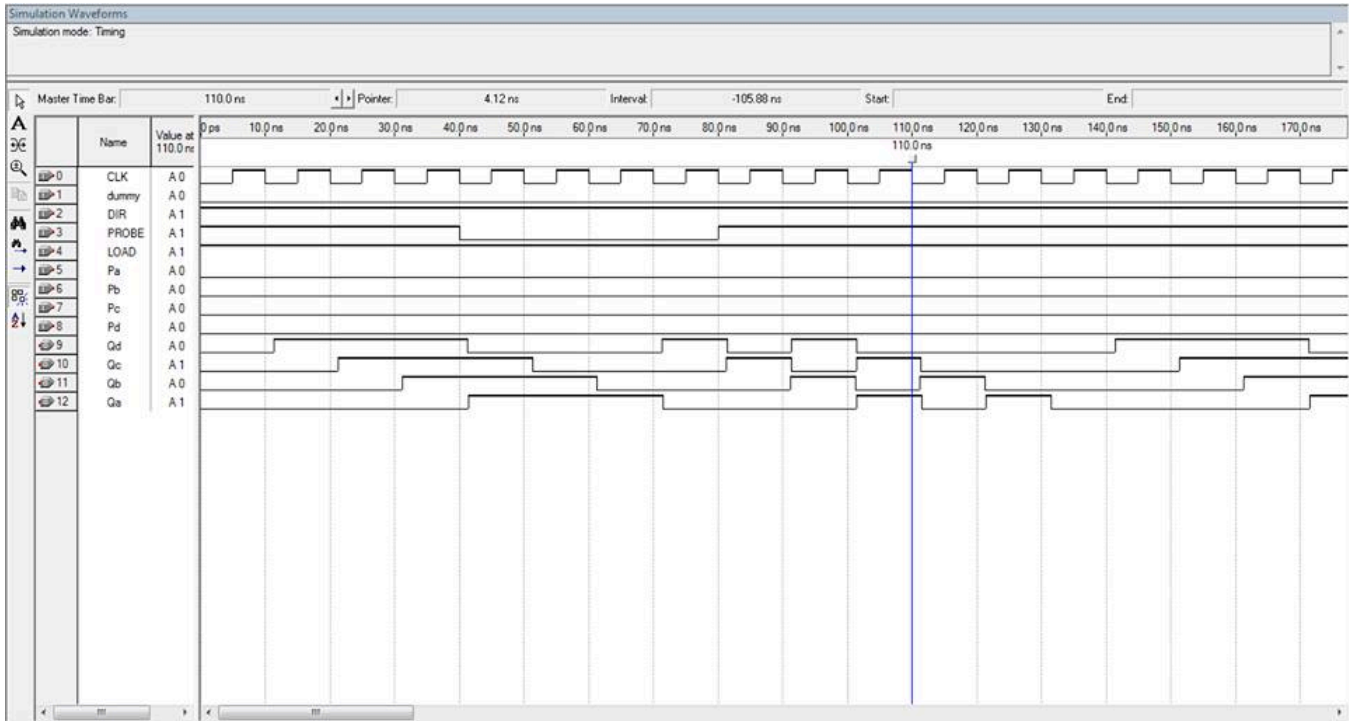 Simulation Waveforms
Simulation mode: Timing
Master Time Bar: 110.0 ns Pointer: 4.12 ns Interval: -105.88 ns Start: End:
Name Value at 110.0 ns 0 ps 10.0 ns 20.0 ns 30.0 ns 40.0 ns 50.0 ns 60.0 ns 70.0 ns 80.0 ns 90.0 ns 100.0 ns 110.0 ns 120.0 ns 130.0 ns 140.0 ns 150.0 ns 160.0 ns 170.0 ns
110.0 ns
0 CLK A 0
1 dummy A 0
2 DIR A 1
3 PROBE A 1
4 LOAD A 1
5 Pa A 0
6 Pb A 0
7 Pc A 0
8 Pd A 0
9 Qd A 0
10 Qc A 1
11 Qb A 0
12 Qa A 1